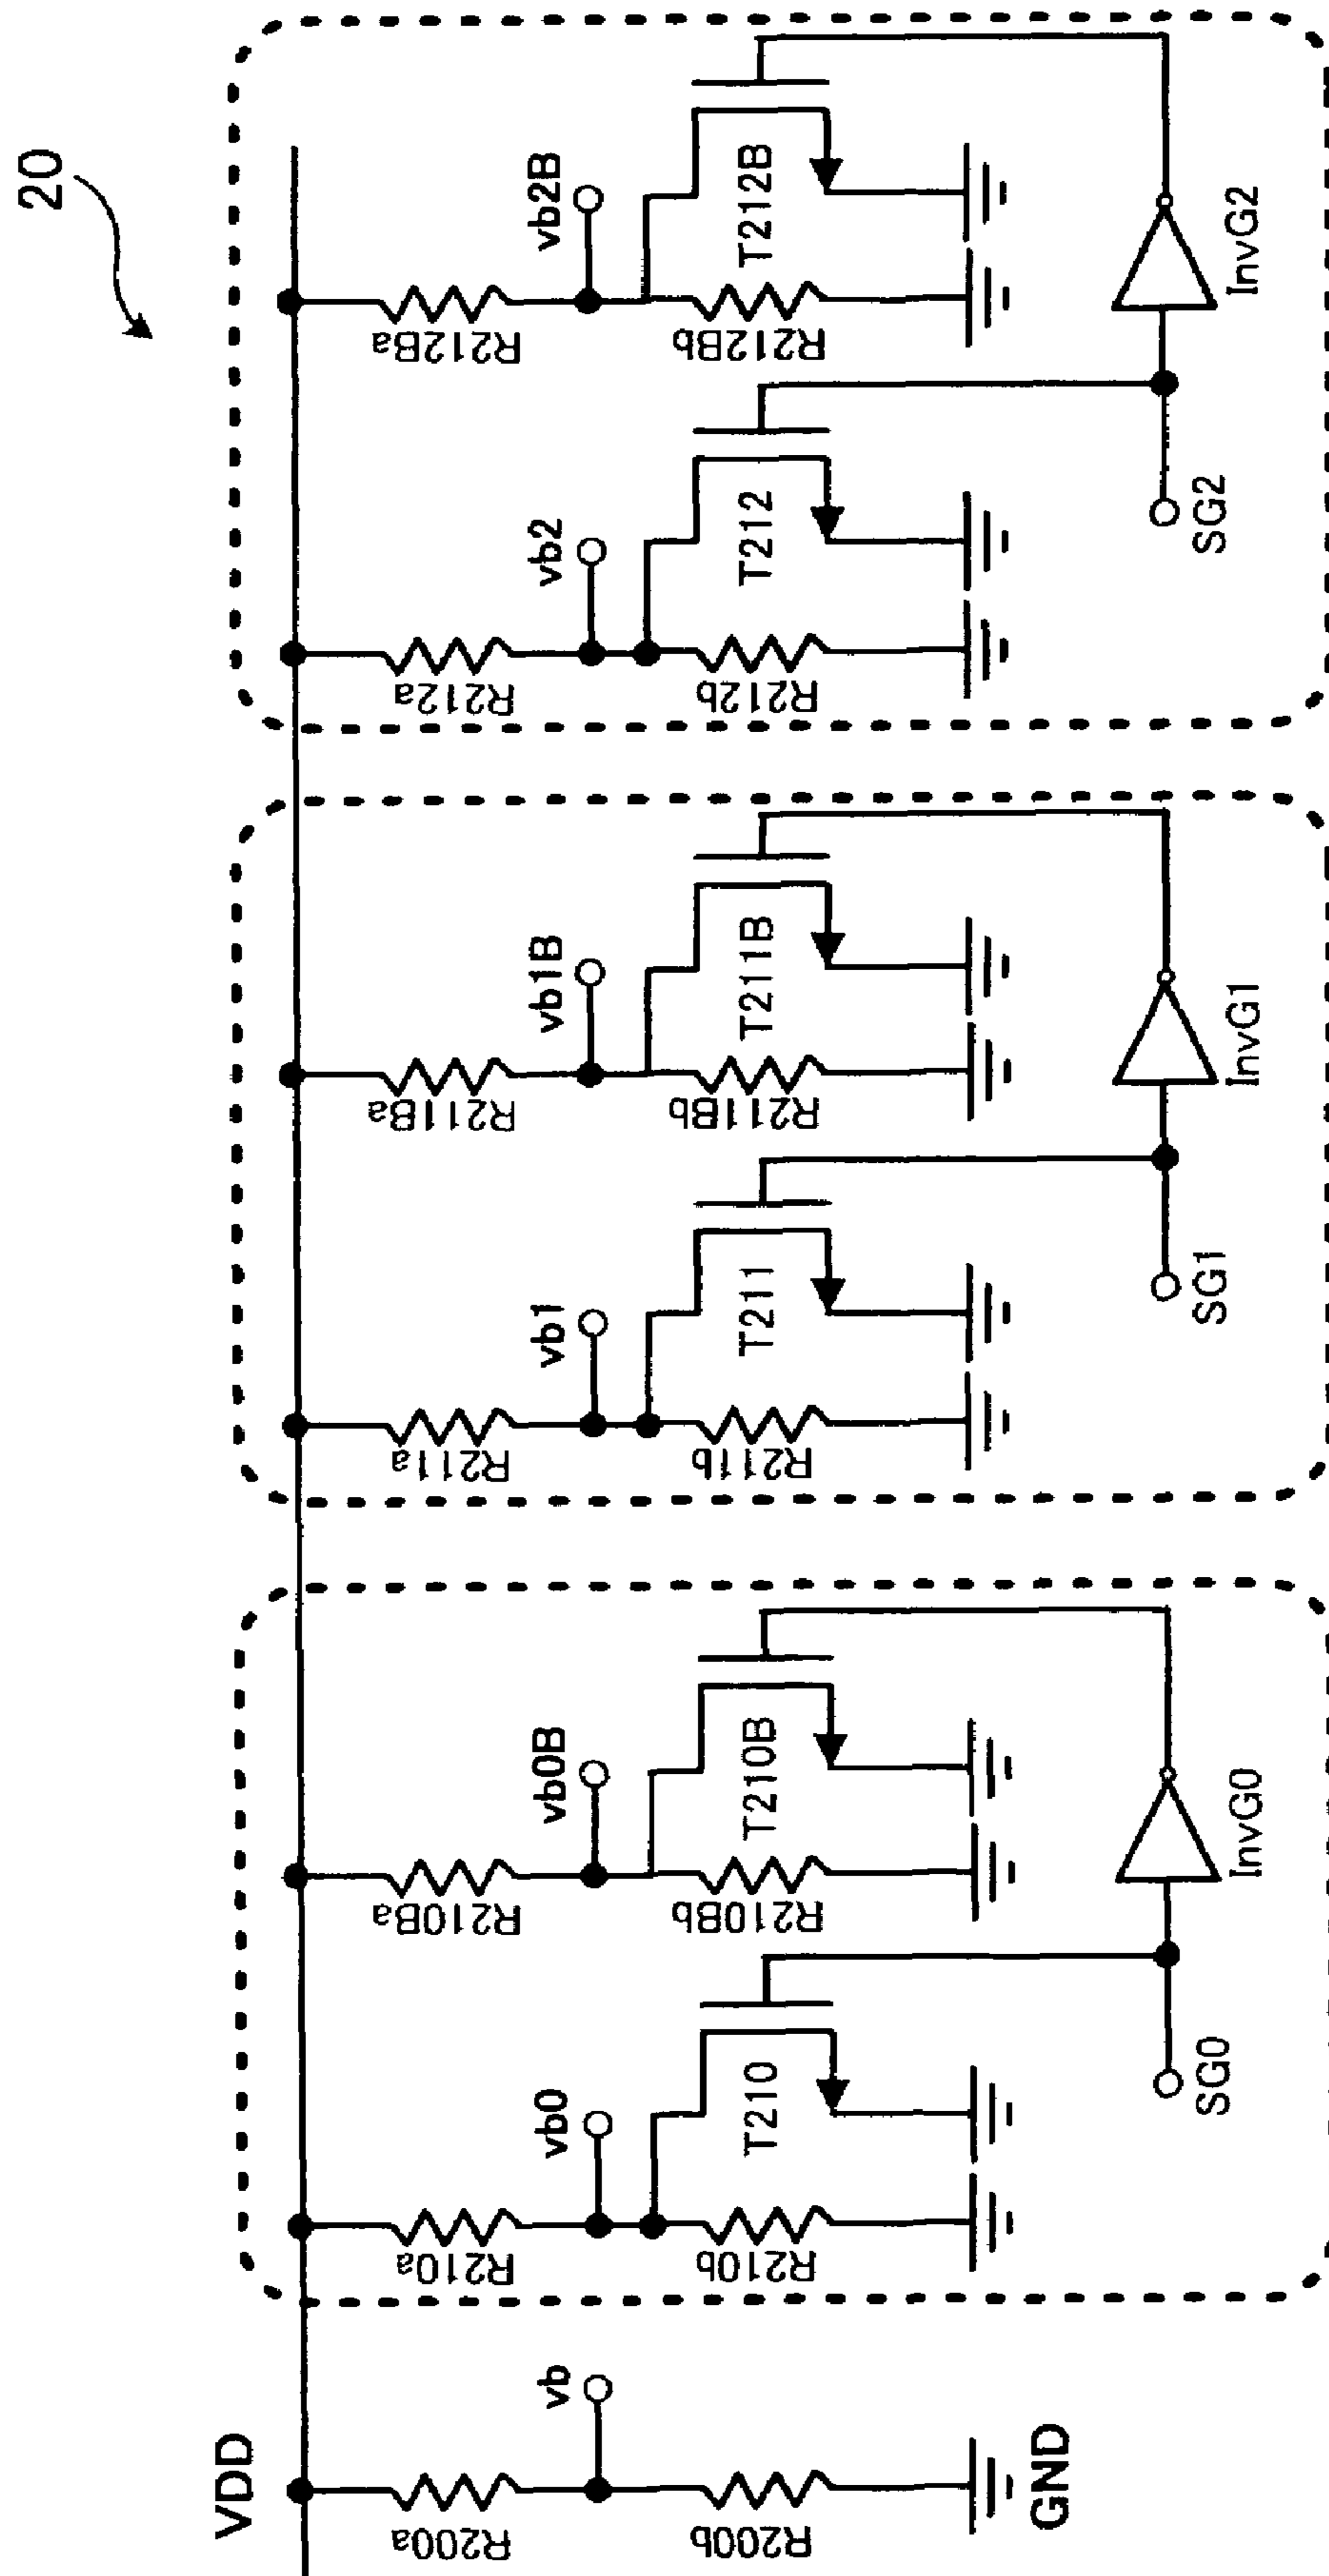 20
VDD
R200a
vb
R200b
GND
R210a
vb0
R210b
T210
SG0
R210Ba
vb0B
R210Bb
T210B
InvG0
R211a
vb1
R211b
T211
SG1
R211Ba
vb1B
R211Bb
T211B
InvG1
R212a
vb2
R212b
T212
SG2
R212Ba
vb2B
R212Bb
T212B
InvG2